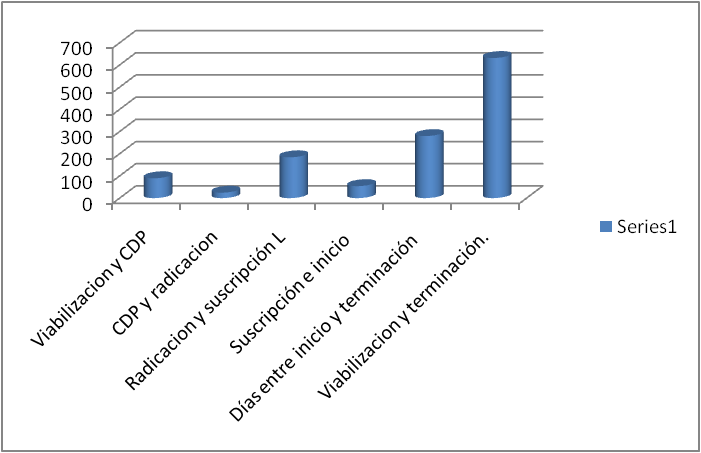 700
600
500
400
300
200
100
0
Viabilizacion y CDP
CDP y radicacion
Radicacion y suscripción L
Suscripción e inicio
Días entre inicio y terminación
Viabilizacion y terminación.
Series1